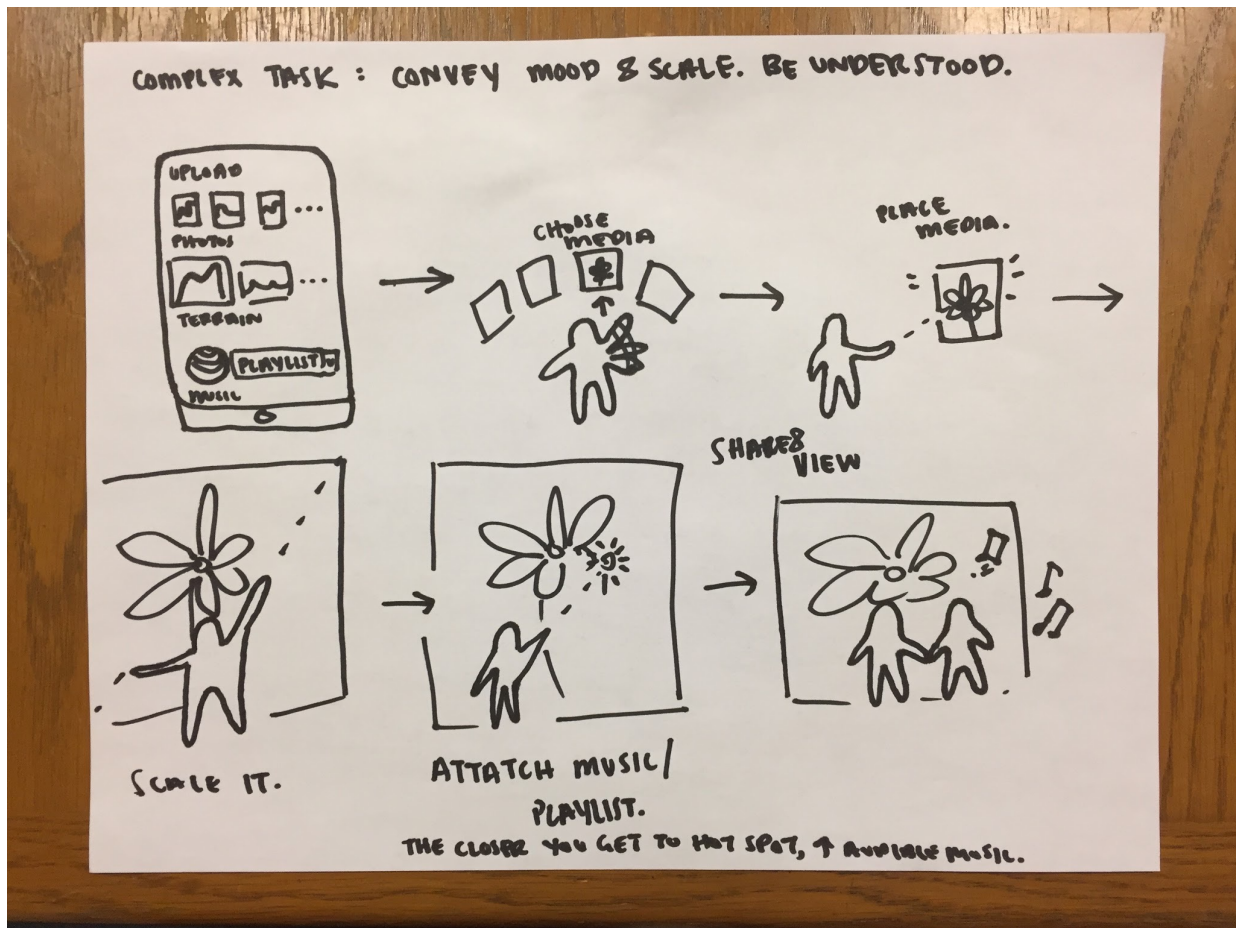 COMPLEX TASK : CONVEY MOOD & SCALE. BE UNDERSTOOD.
UPLOAD
PHOTOS
TERRAIN
PLAYLIST
MUSIC
CHOOSE
MEDIA
PLACE
MEDIA.
SCALE IT.
ATTATCH MUSIC/
PLAYLIST.
THE CLOSER YOU GET TO HOT SPOT, ↑ AUDIBLE MUSIC.
SHARE &
VIEW